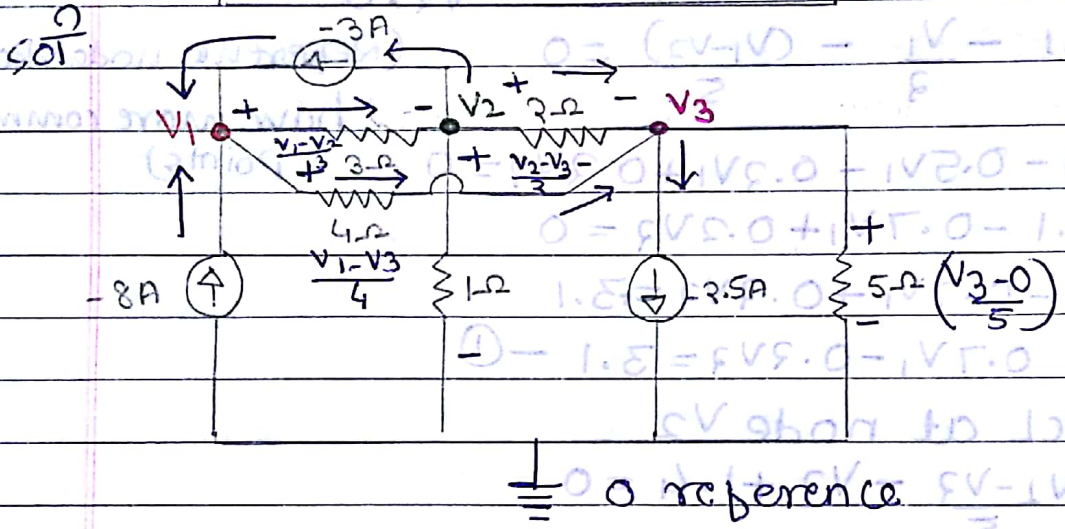 -3A
V1 + - V2 + 2Ω - V3
V1-V2
3
+ 3Ω
+ V2-V3 -
2
4Ω
V1-V3
4
-8A
1Ω
-
-2.5A
+
5Ω (V3-0
5)
-
0 reference